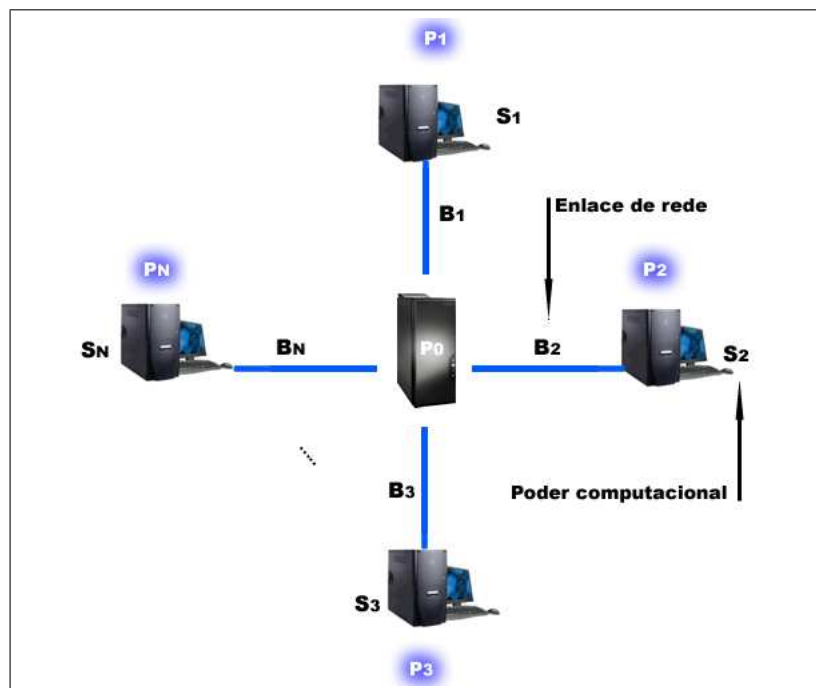 P1
S1
B1
Enlace de rede
PN
P2
SN
BN
P0
B2
S2
B3
Poder computacional
S3
P3